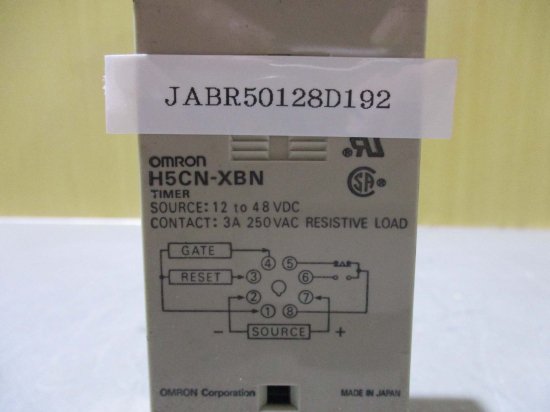 JABR50128D192
OMRON
H5CN-XBN
TIMER
SOURCE: 12 to 48 VDC
CONTACT: 3A 250VAC RESISTIVE LOAD
GATE
RESET
4 5
3 6
2 7
1 8
- SOURCE +
OMRON Corporation
MADE IN JAPAN